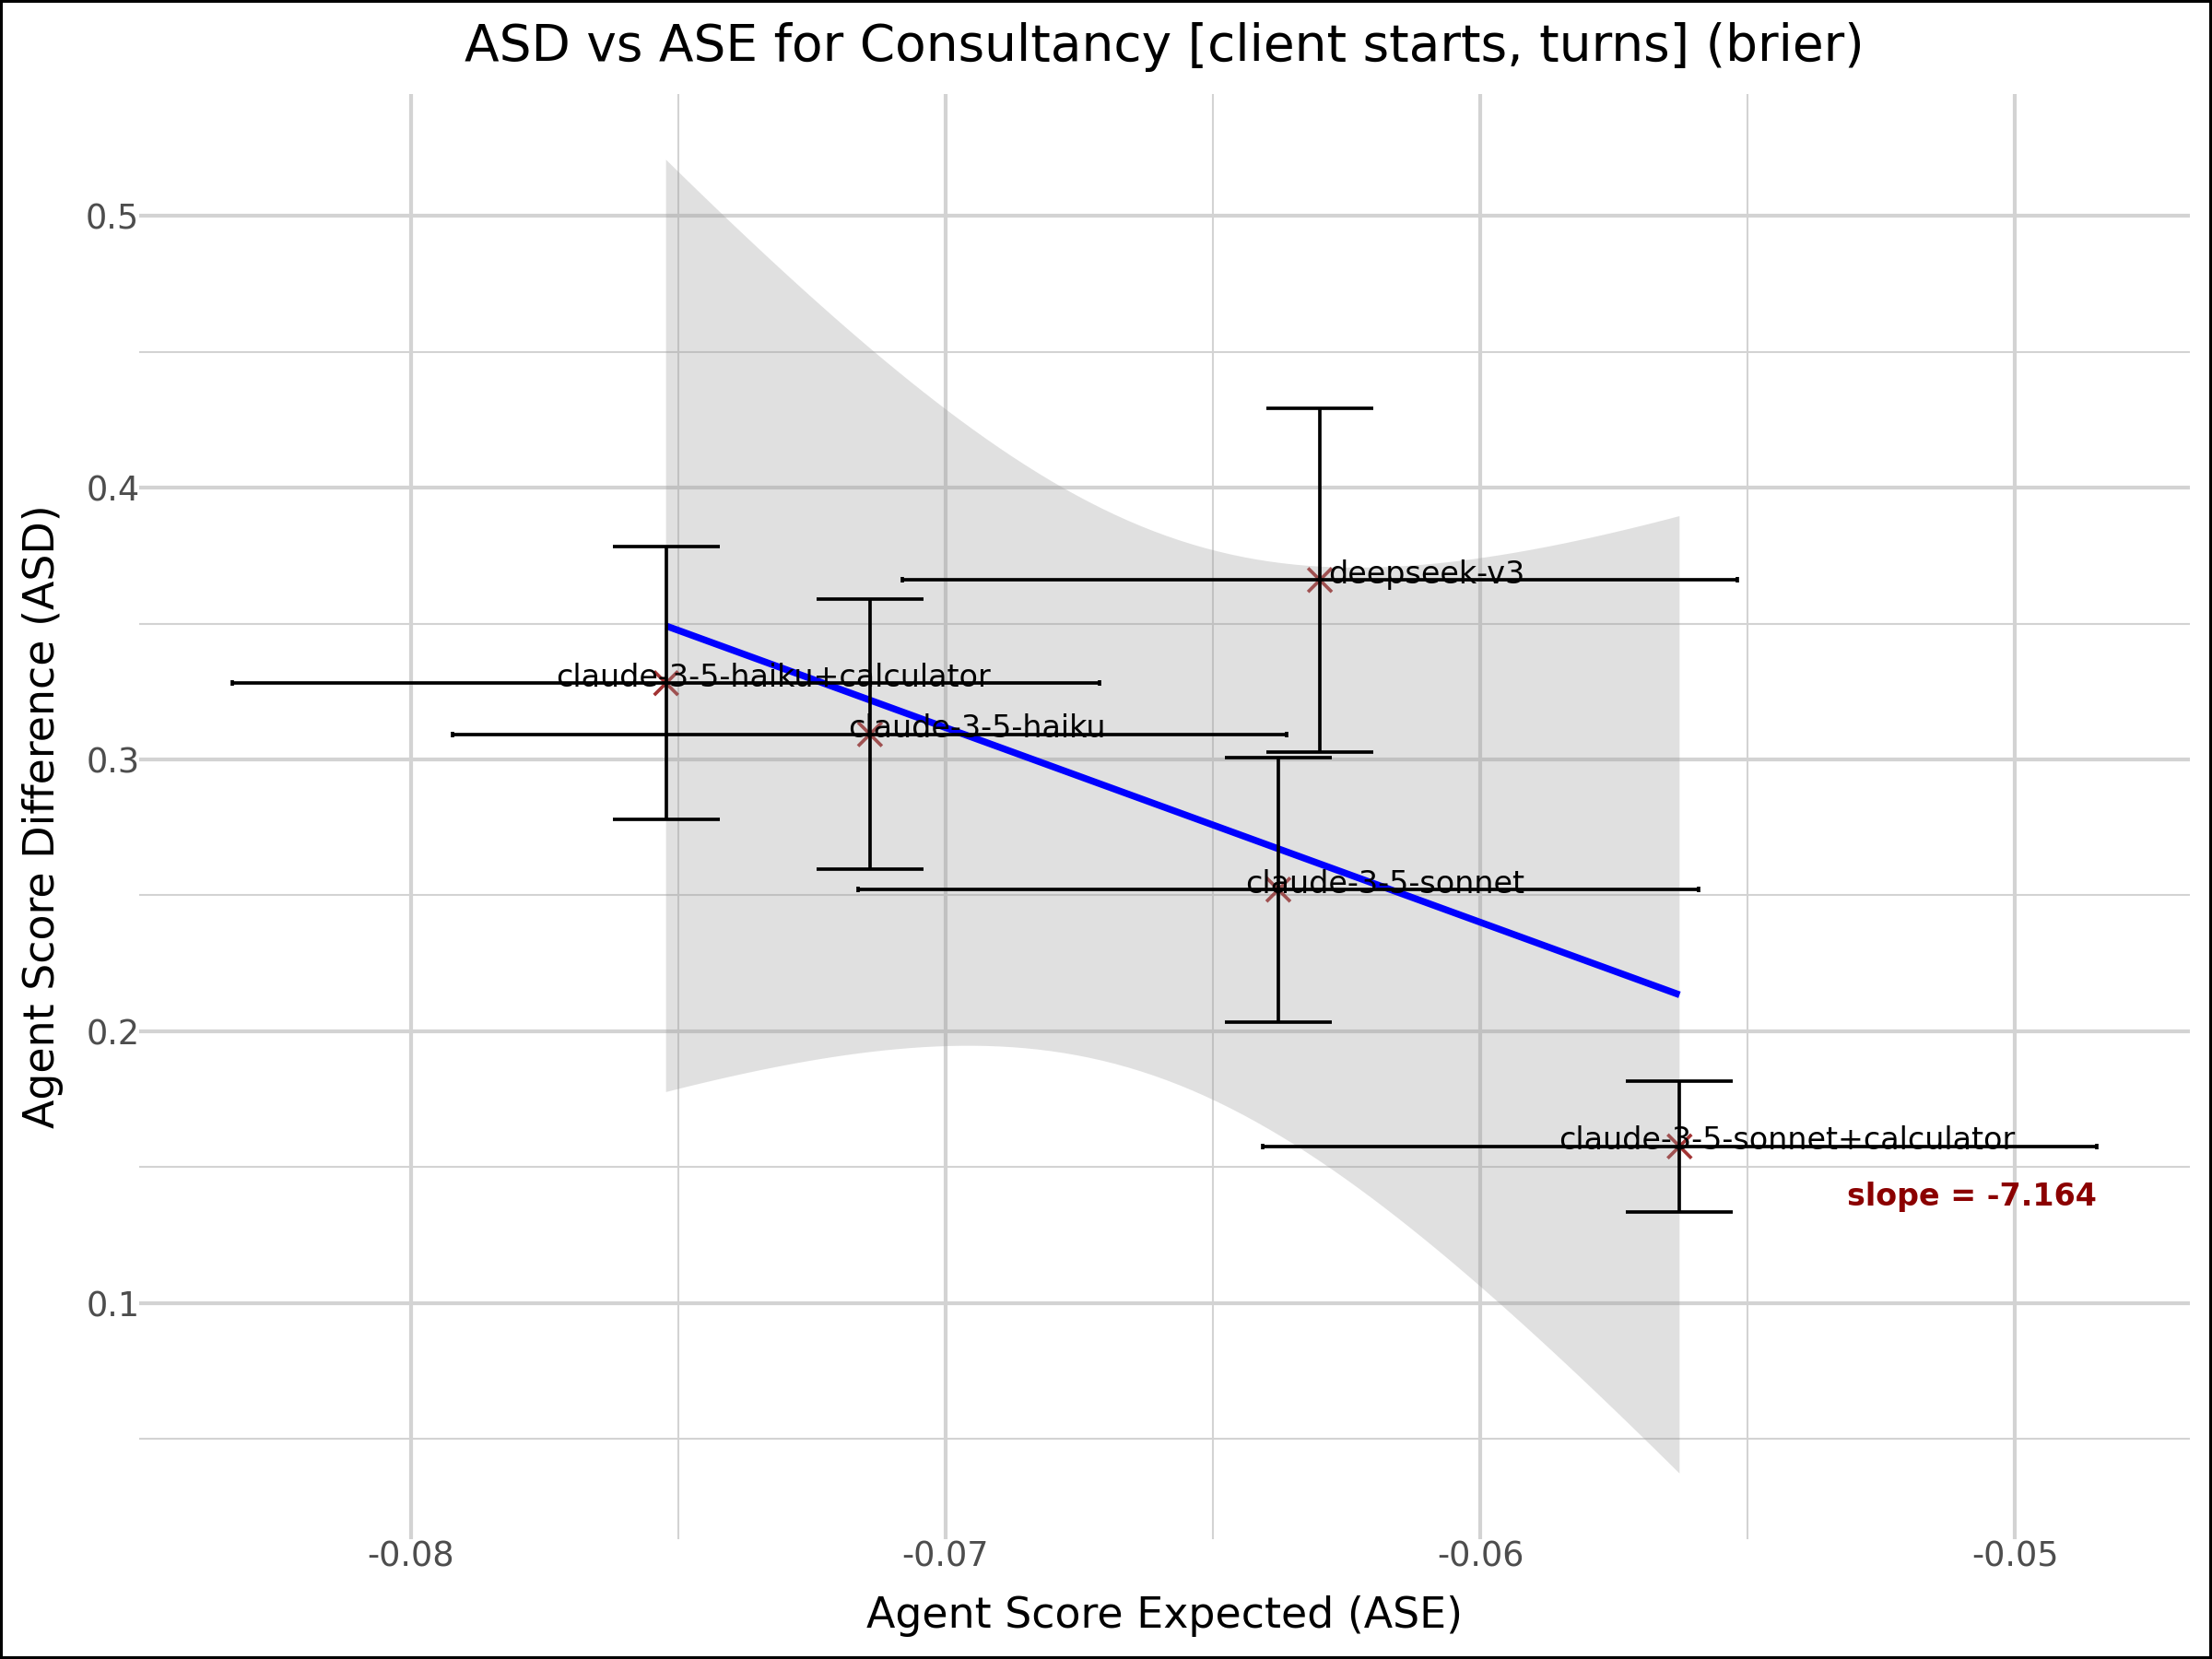 ASD vs ASE for Consultancy [client starts, turns] (brier)
Agent Score Difference (ASD)
0.5
0.4
0.3
0.2
0.1
deepseek-v3
claude-3-5-haiku+calculator
claude-3-5-haiku
claude-3-5-sonnet
claude-3-5-sonnet+calculator
slope = -7.164
-0.08
-0.07
-0.06
-0.05
Agent Score Expected (ASE)